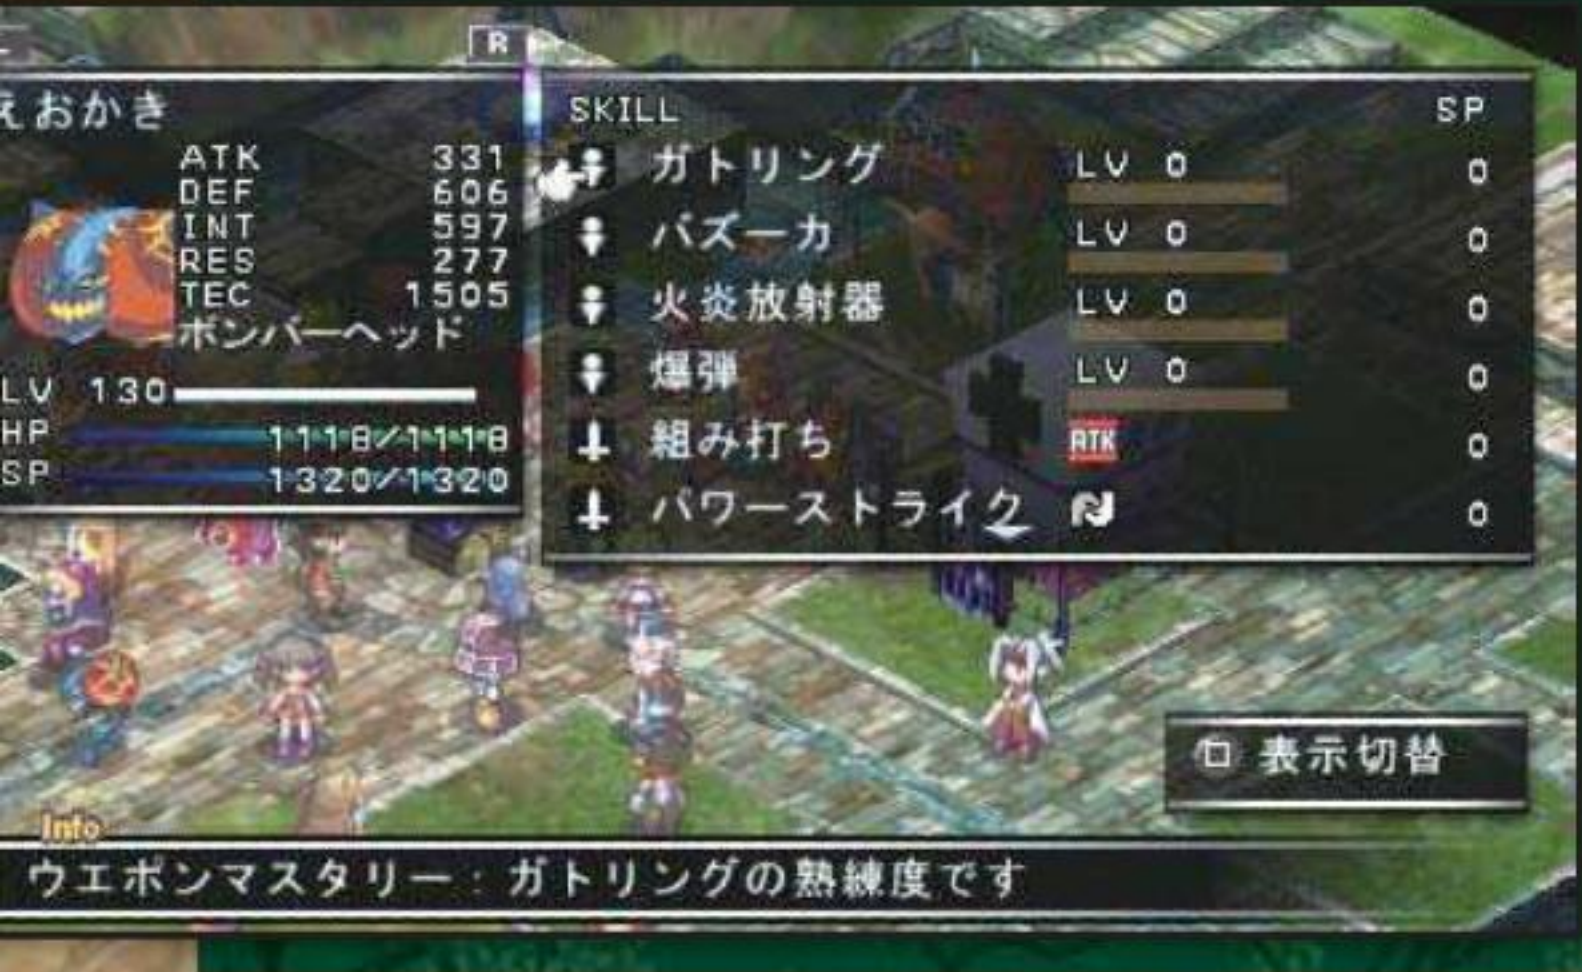 R
えおかき
ATK 331
DEF 606
INT 597
RES 277
TEC 1505
ボンバーヘッド
LV 130
HP 1118/1118
SP 1320/1320
SKILL SP
ガトリング LV 0 0
バズーカ LV 0 0
火炎放射器 LV 0 0
爆弾 LV 0 0
組み打ち ATK 0
パワーストライク 0
表示切替
Info
ウエポンマスタリー：ガトリングの熟練度です